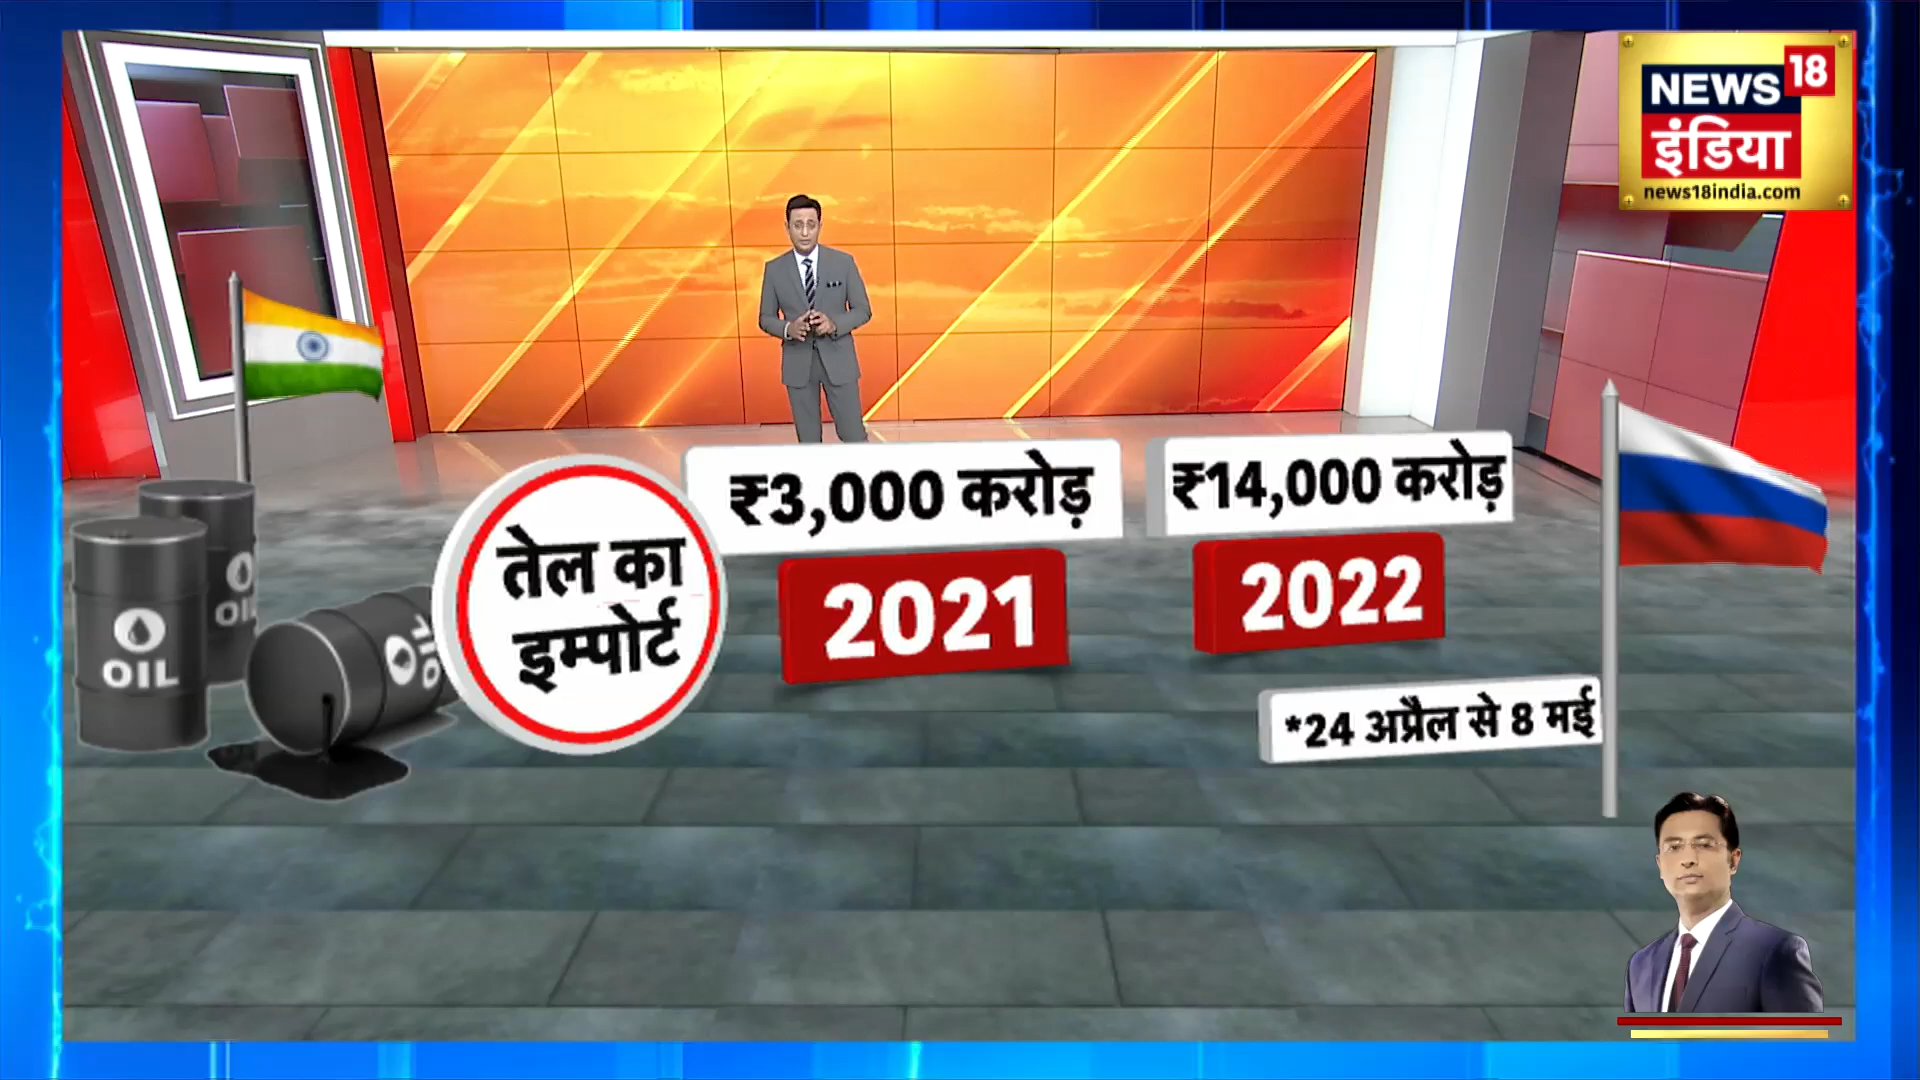 NEWS 18
इंडिया
news18india.com
₹3,000 करोड़
₹14,000 करोड़
तेल का
इम्पोर्ट
2021
2022
*24 अप्रैल से 8 मई
OIL
OIL
OIL